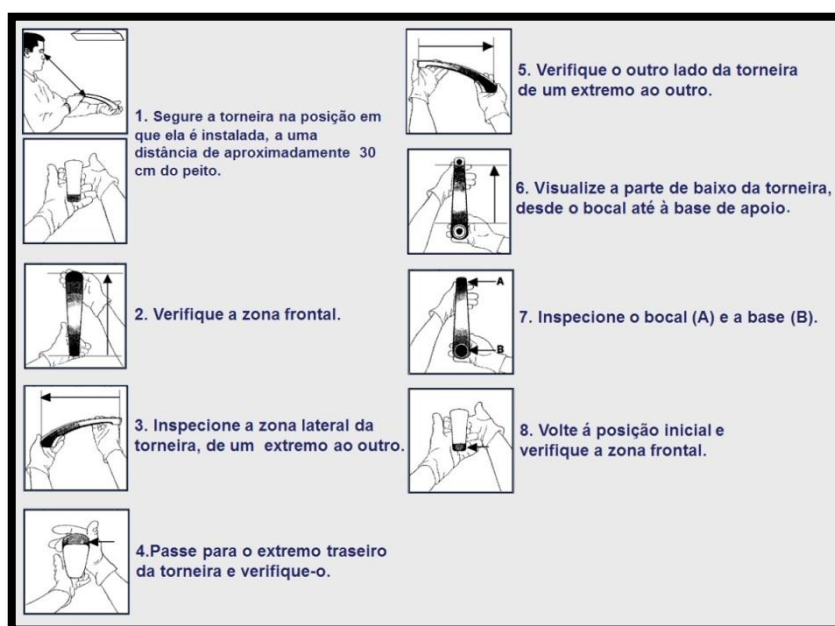 1. Segure a torneira na posição em
que ela é instalada, a uma
distância de aproximadamente 30
cm do peito.
2. Verifique a zona frontal.
3. Inspecione a zona lateral da
torneira, de um extremo ao outro.
4.Passe para o extremo traseiro
da torneira e verifique-o.
5. Verifique o outro lado da torneira
de um extremo ao outro.
6. Visualize a parte de baixo da torneira,
desde o bocal até à base de apoio.
A
7. Inspecione o bocal (A) e a base (B).
B
8. Volte á posição inicial e
verifique a zona frontal.